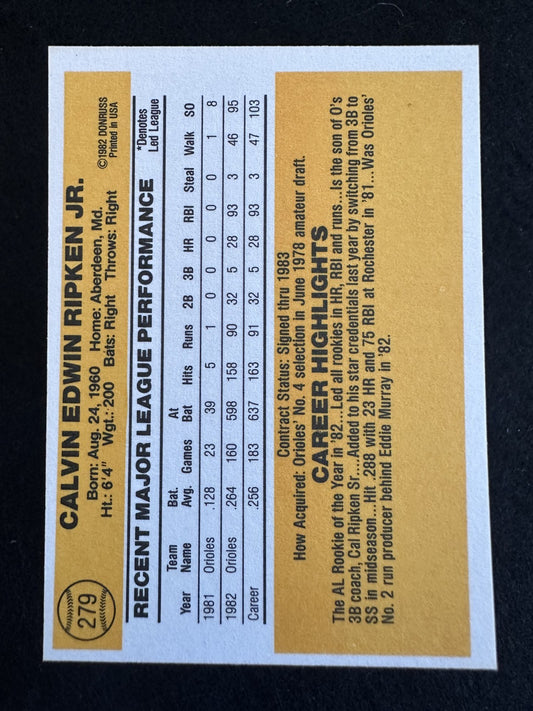 279
CALVIN EDWIN RIPKEN JR.
Born: Aug. 24, 1960 Home: Aberdeen, Md.
Ht.: 6'4" Wgt.: 200 Bats: Right Throws: Right
©1982 DONRUSS
Printed in USA
RECENT MAJOR LEAGUE PERFORMANCE
*Denotes
Led League
Year Team Name Bat. Avg. Games At Bat Hits Runs 2B 3B HR RBI Steal Walk SO
1981 Orioles .128 23 39 5 1 0 0 0 0 0 1 8
1982 Orioles .264 160 598 158 90 32 5 28 93 3 46 95
Career .256 183 637 163 91 32 5 28 93 3 47 103
Contract Status: Signed thru 1983
How Acquired: Orioles' No. 4 selection in June 1978 amateur draft.
CAREER HIGHLIGHTS
The AL Rookie of the Year in '82...Led all rookies in HR, RBI and runs...Is the son of O's
3B coach, Cal Ripken Sr....Added to his star credentials last year by switching from 3B to
SS in midseason...Hit .288 with 23 HR and 75 RBI at Rochester in '81...Was Orioles'
No. 2 run producer behind Eddie Murray in '82.